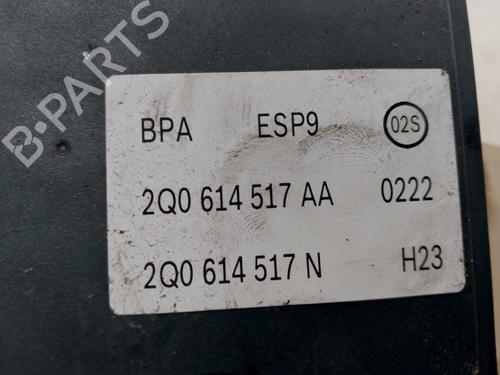 BPA ESP9 02S
2Q0 614 517 AA 0222
2Q0 614 517 N H23
B-PARTS